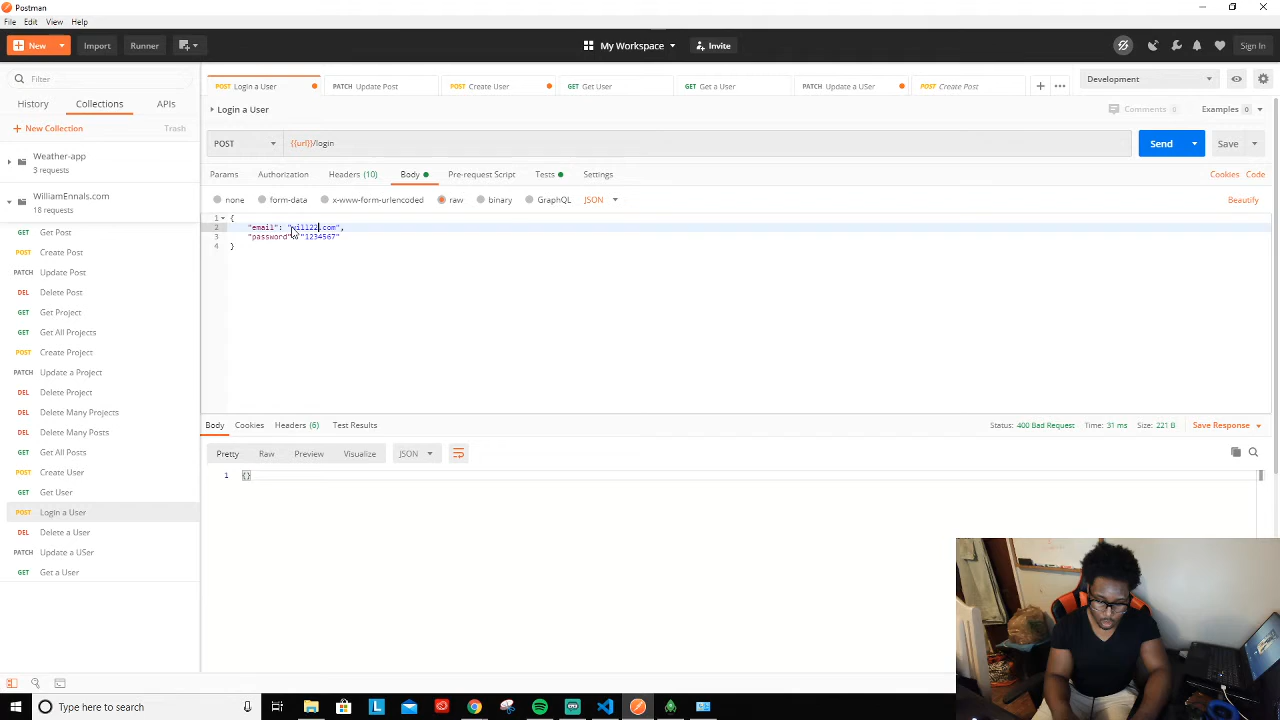 Postman
File Edit View Help
New Import Runner My Workspace Invite Sign In
Filter
History Collections APIs
New Collection Trash
Weather-app
3 requests
WilliamEnnals.com
18 requests
GET Get Post
POST Create Post
PATCH Update Post
DEL Delete Post
GET Get Project
GET Get All Projects
POST Create Project
PATCH Update a Project
DEL Delete Project
DEL Delete Many Projects
DEL Delete Many Posts
GET Get All Posts
POST Create User
GET Get User
POST Login a User
DEL Delete a User
PATCH Update a USer
GET Get a User
POST Login a User PATCH Update Post POST Create User GET Get User GET Get a User PATCH Update a USer POST Create Post Development
Login a User Comments 0 Examples 0
POST {{url}}/login Send Save
Params Authorization Headers (10) Body Pre-request Script Tests Settings Cookies Code
none form-data x-www-form-urlencoded raw binary GraphQL JSON Beautify
1 {
2 "email": "will22.com",
3 "password": "1234567"
4 }
Body Cookies Headers (6) Test Results Status: 400 Bad Request Time: 31 ms Size: 221 B Save Response
Pretty Raw Preview Visualize JSON
1 {}
Type here to search